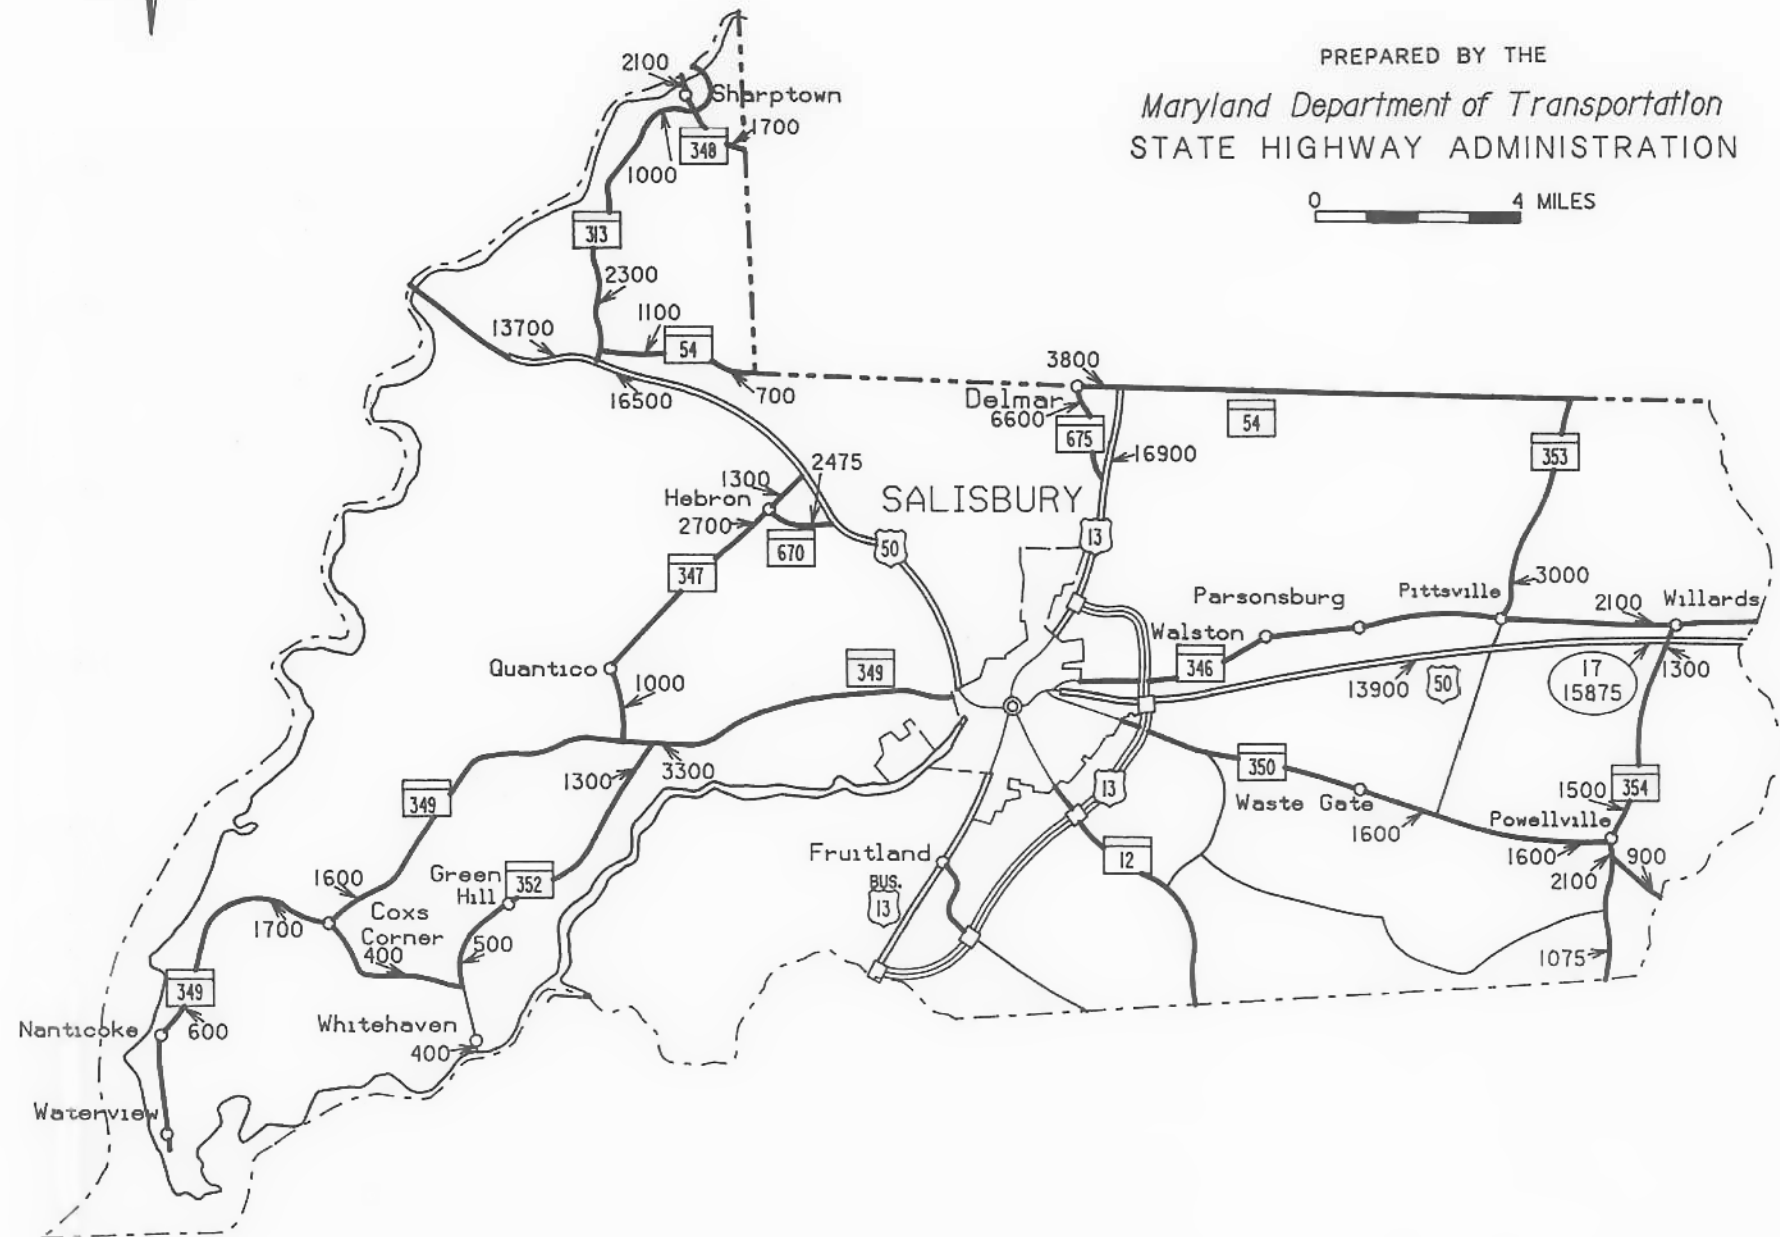 PREPARED BY THE
Maryland Department of Transportation
STATE HIGHWAY ADMINISTRATION
0 4 MILES
2100
Sharptown
1700
348
1000
313
2300
1100
13700
54
700
16500
3800
Delmar
6600
54
675
16900
353
2475
1300
Hebron
SALISBURY
2700
670
50
13
347
3000
Pittsville
Parsonsburg
2100
Willards
Walston
346
349
Quantico
1000
13900
50
17
15875
1300
3300
1300
349
350
13
354
1500
Waste Gate
1600
Powellville
1600
900
2100
Fruitland
12
BUS.
13
Green
Hill
352
1600
1700
Coxs
Corner
400
500
1075
349
Nanticoke
600
Whitehaven
400
Waterview